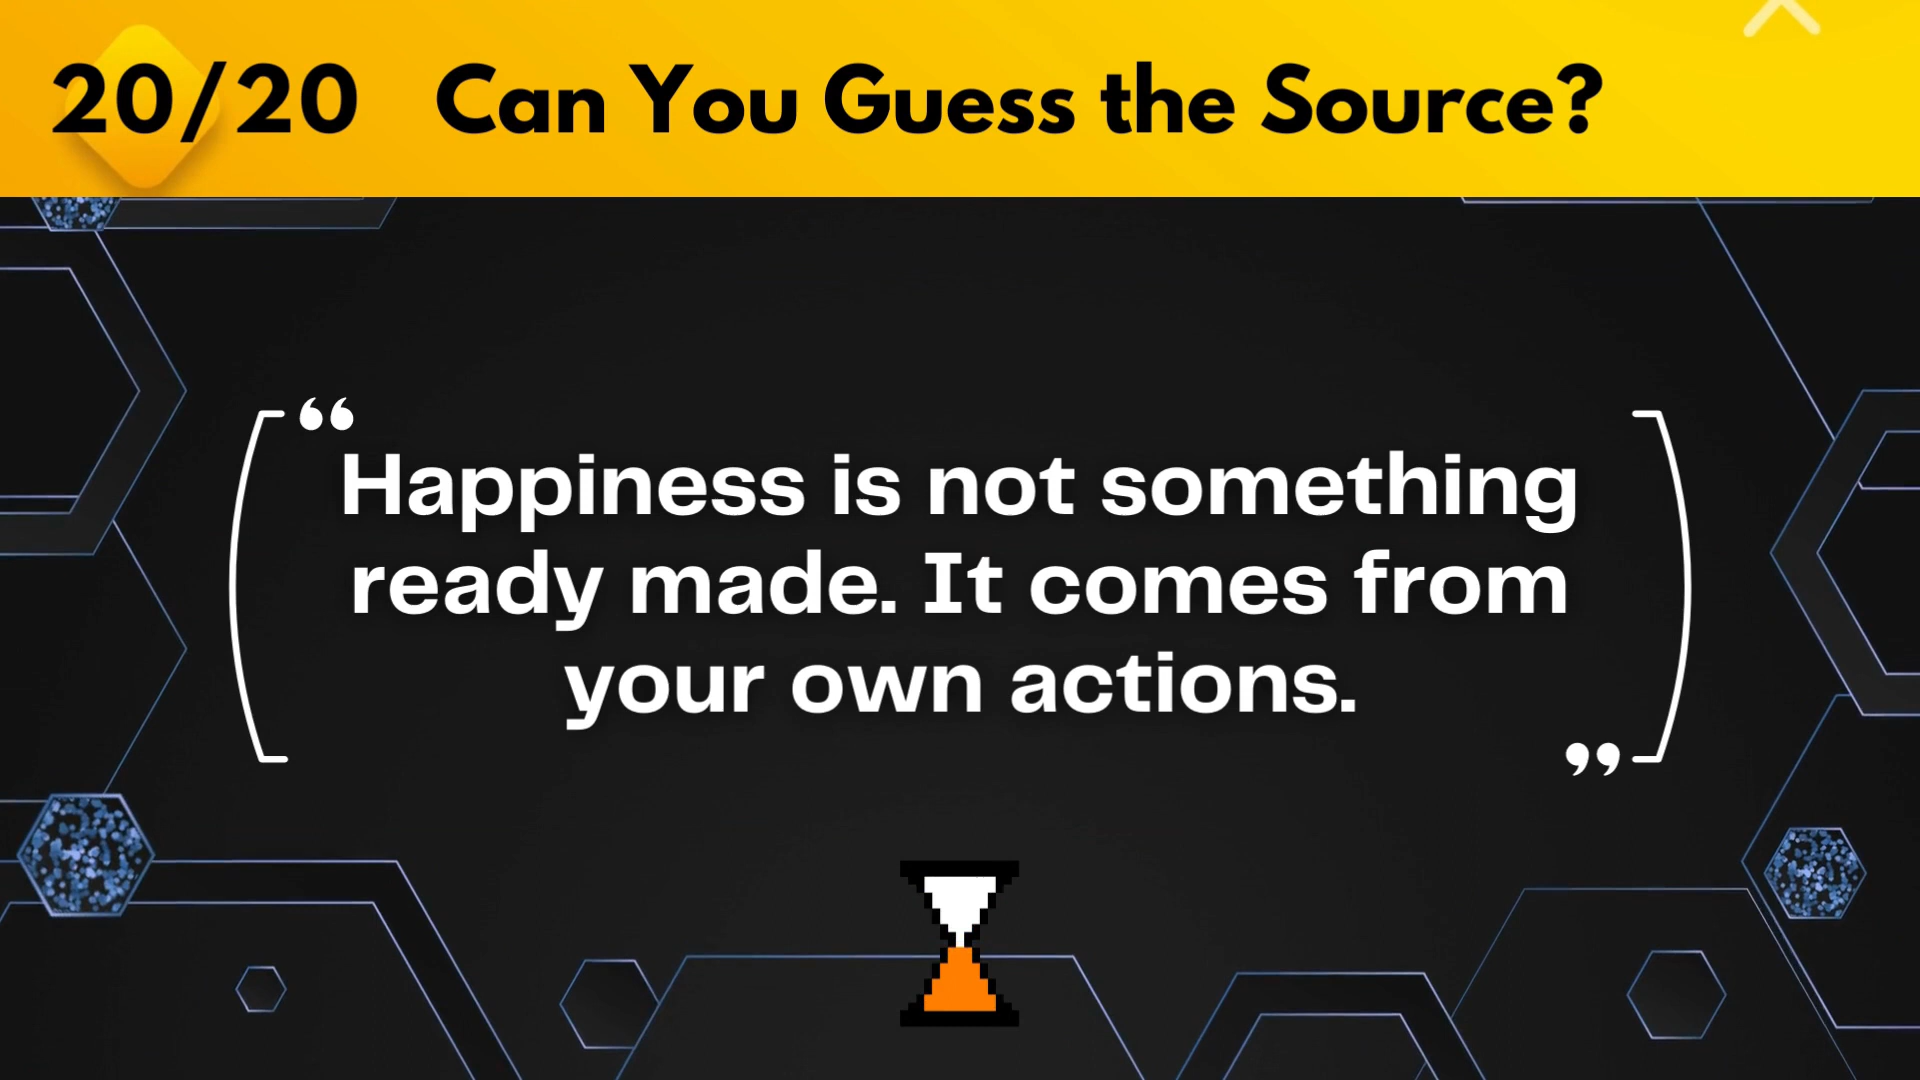 20/20 Can You Guess the Source?
“Happiness is not something
ready made. It comes from
your own actions.”